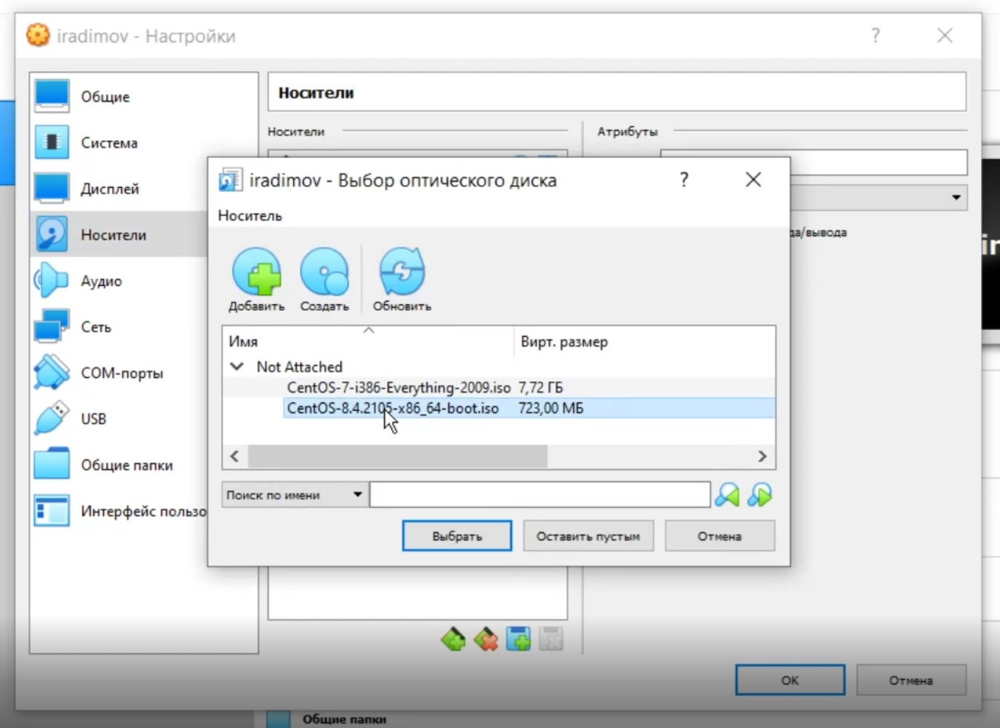 iradimov - Настройки
?
Общие
Система
Дисплей
Носители
Аудио
Сеть
COM-порты
USB
Общие папки
Интерфейс пользо
Носители
Носители
Атрибуты
да/вывода
iradimov - Выбор оптического диска
?
Носитель
Добавить Создать Обновить
Имя Вирт. размер
Not Attached
CentOS-7-i386-Everything-2009.iso 7,72 ГБ
CentOS-8.4.2105-x86_64-boot.iso 723,00 МБ
Поиск по имени
Выбрать Оставить пустым Отмена
OK Отмена
Общие папки